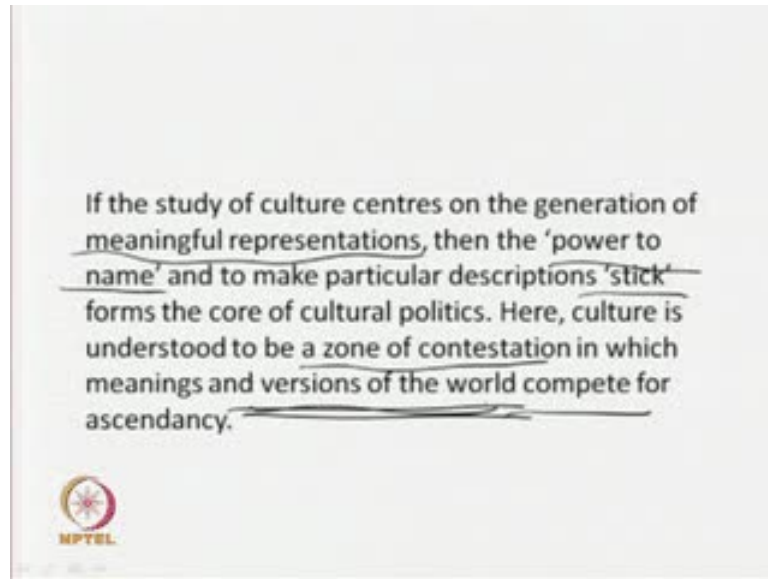 If the study of culture centres on the generation of
meaningful representations, then the ‘power to
name’ and to make particular descriptions ‘stick’
forms the core of cultural politics. Here, culture is
understood to be a zone of contestation in which
meanings and versions of the world compete for
ascendancy.
NPTEL